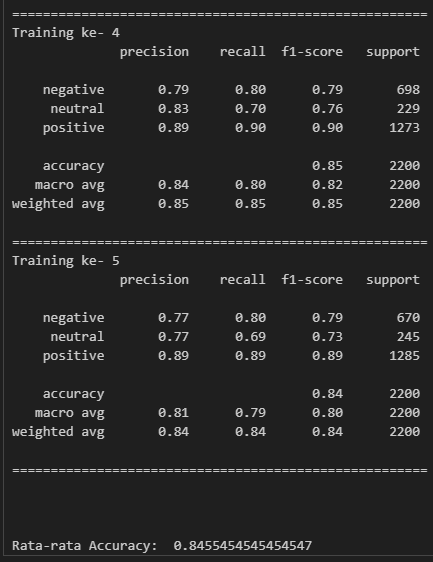 ======================================================
Training ke- 4
precision recall f1-score support
negative 0.79 0.80 0.79 698
neutral 0.83 0.70 0.76 229
positive 0.89 0.90 0.90 1273
accuracy 0.85 2200
macro avg 0.84 0.80 0.82 2200
weighted avg 0.85 0.85 0.85 2200
======================================================
Training ke- 5
precision recall f1-score support
negative 0.77 0.80 0.79 670
neutral 0.77 0.69 0.73 245
positive 0.89 0.89 0.89 1285
accuracy 0.84 2200
macro avg 0.81 0.79 0.80 2200
weighted avg 0.84 0.84 0.84 2200
======================================================
Rata-rata Accuracy: 0.8455454545454547